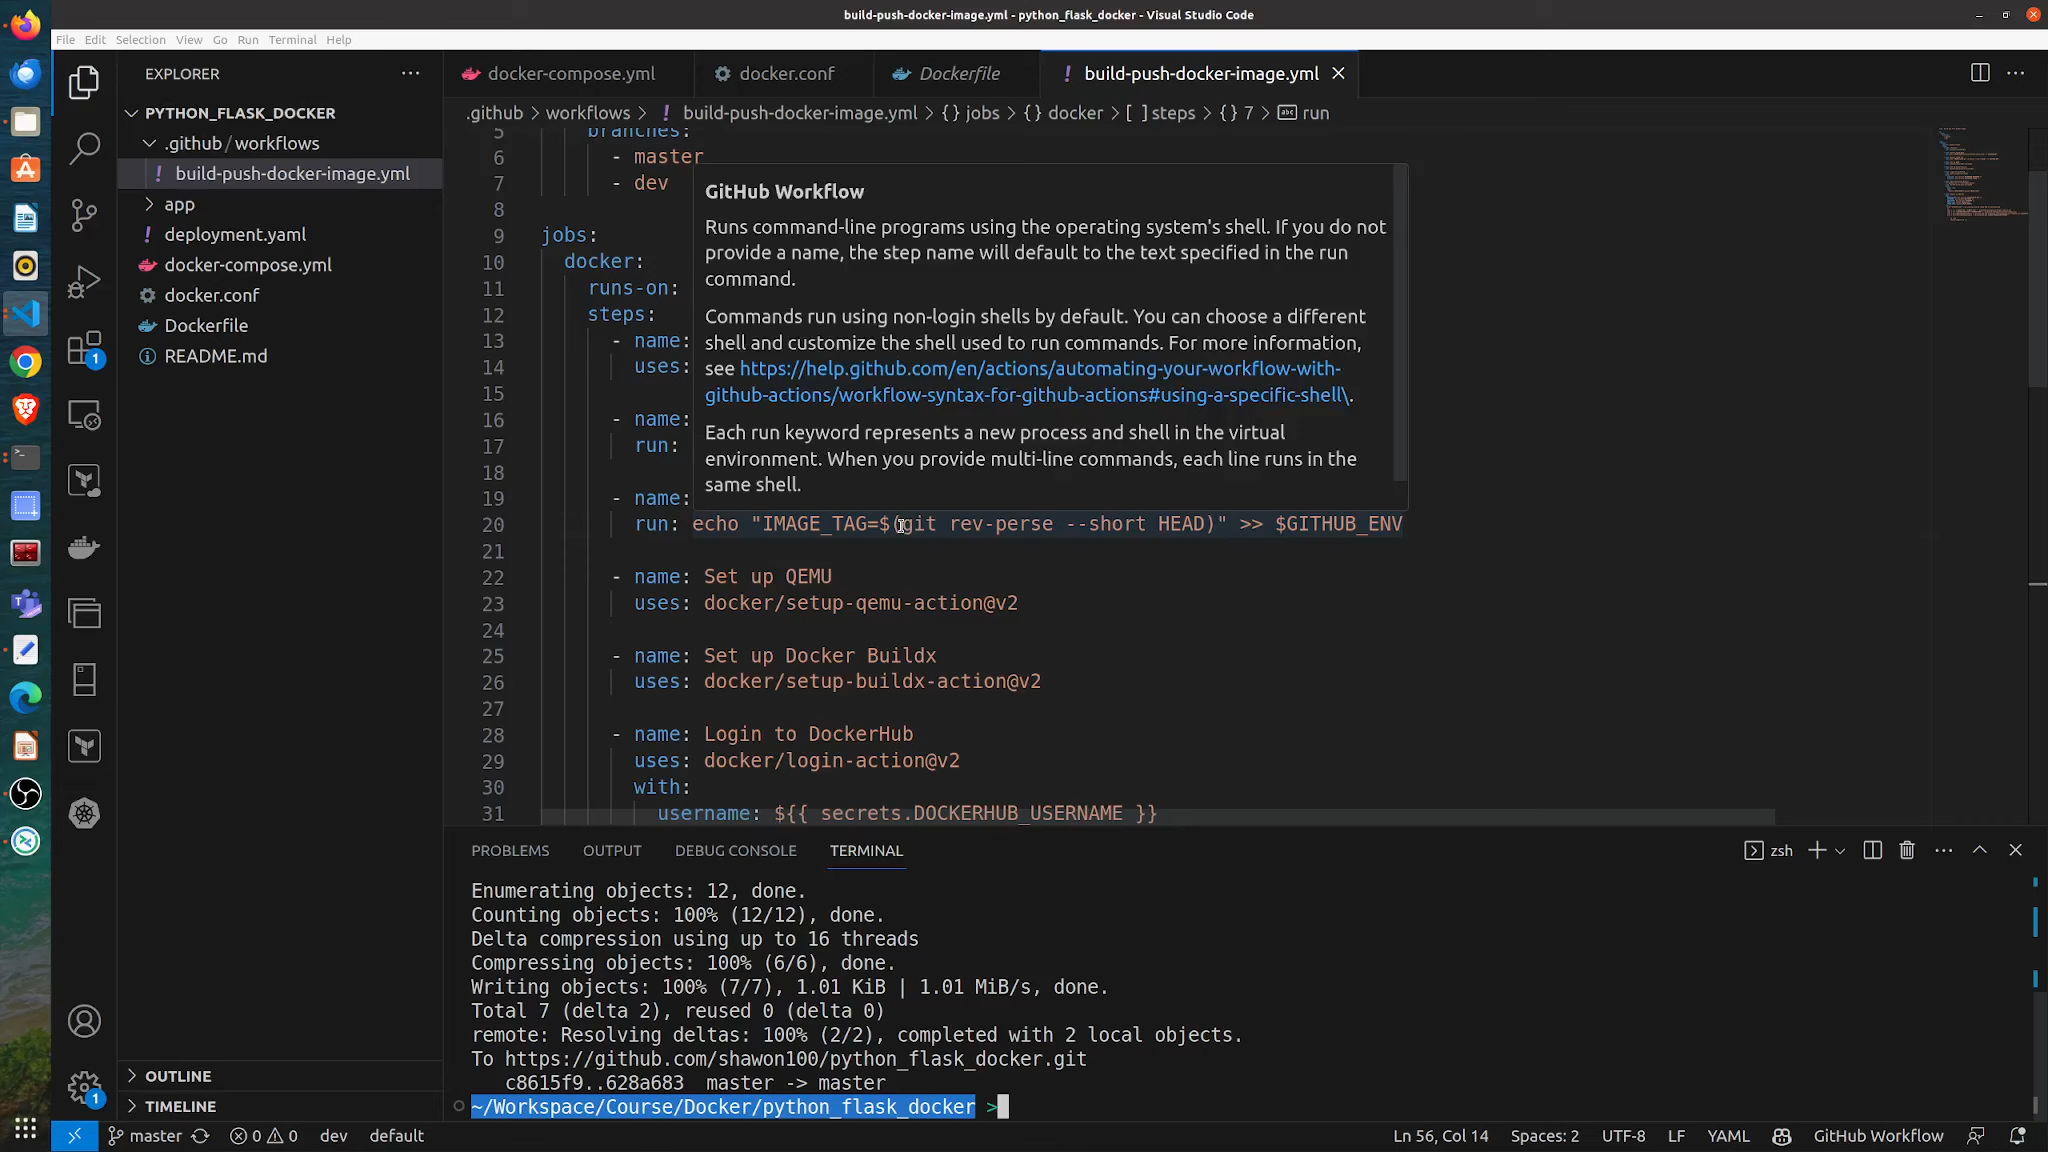 build-push-docker-image.yml - python_flask_docker - Visual Studio Code
File Edit Selection View Go Run Terminal Help
EXPLORER
PYTHON_FLASK_DOCKER
.github / workflows
build-push-docker-image.yml
app
deployment.yaml
docker-compose.yml
docker.conf
Dockerfile
README.md
OUTLINE
TIMELINE
1
1
docker-compose.yml docker.conf Dockerfile build-push-docker-image.yml
.github > workflows > build-push-docker-image.yml > {} jobs > {} docker > [ ] steps > {} 7 > abc run
5 branches:
6 - master
7 - dev
8
9 jobs:
10 docker:
11 runs-on:
12 steps:
13 - name:
14 uses:
15
16 - name:
17 run:
18
19 - name:
20 run: echo "IMAGE_TAG=$(git rev-perse --short HEAD)" >> $GITHUB_ENV
21
22 - name: Set up QEMU
23 uses: docker/setup-qemu-action@v2
24
25 - name: Set up Docker Buildx
26 uses: docker/setup-buildx-action@v2
27
28 - name: Login to DockerHub
29 uses: docker/login-action@v2
30 with:
31 username: ${{ secrets.DOCKERHUB_USERNAME }}
GitHub Workflow
Runs command-line programs using the operating system's shell. If you do not
provide a name, the step name will default to the text specified in the run
command.
Commands run using non-login shells by default. You can choose a different
shell and customize the shell used to run commands. For more information,
see https://help.github.com/en/actions/automating-your-workflow-with-
github-actions/workflow-syntax-for-github-actions#using-a-specific-shell\.
Each run keyword represents a new process and shell in the virtual
environment. When you provide multi-line commands, each line runs in the
same shell.
PROBLEMS OUTPUT DEBUG CONSOLE TERMINAL
zsh
Enumerating objects: 12, done.
Counting objects: 100% (12/12), done.
Delta compression using up to 16 threads
Compressing objects: 100% (6/6), done.
Writing objects: 100% (7/7), 1.01 KiB | 1.01 MiB/s, done.
Total 7 (delta 2), reused 0 (delta 0)
remote: Resolving deltas: 100% (2/2), completed with 2 local objects.
To https://github.com/shawon100/python_flask_docker.git
c8615f9..628a683 master -> master
~/Workspace/Course/Docker/python_flask_docker >
master 0 0 dev default Ln 56, Col 14 Spaces: 2 UTF-8 LF YAML GitHub Workflow